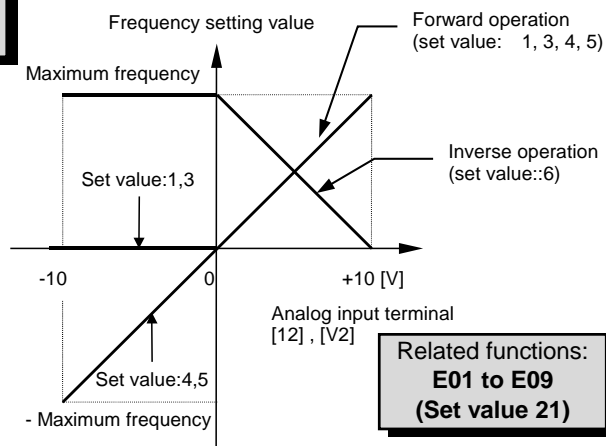 Frequency setting value
Forward operation
(set value: 1, 3, 4, 5)
Maximum frequency
Inverse operation
(set value::6)
Set value:1,3
-10
0
+10 [V]
Analog input terminal
[12] , [V2]
Set value:4,5
- Maximum frequency
Related functions:
E01 to E09
(Set value 21)